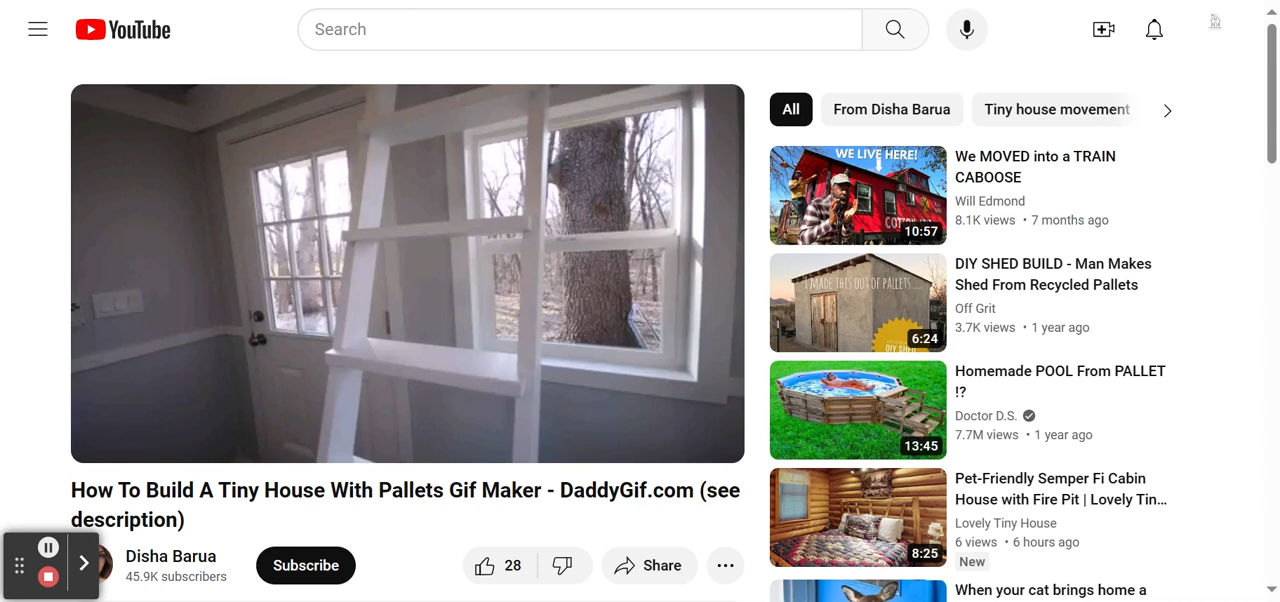 YouTube
Search
All
From Disha Barua
Tiny house movement
WE LIVE HERE!
10:57
We MOVED into a TRAIN
CABOOSE
Will Edmond
8.1K views • 7 months ago
I MADE THIS OUT OF PALLETS.....
DIY SHED
6:24
DIY SHED BUILD - Man Makes
Shed From Recycled Pallets
Off Grit
3.7K views • 1 year ago
13:45
Homemade POOL From PALLET
!?
Doctor D.S.
7.7M views • 1 year ago
8:25
Pet-Friendly Semper Fi Cabin
House with Fire Pit | Lovely Tin...
Lovely Tiny House
6 views • 6 hours ago
New
When your cat brings home a
How To Build A Tiny House With Pallets Gif Maker - DaddyGif.com (see
description)
Disha Barua
45.9K subscribers
Subscribe
28
Share